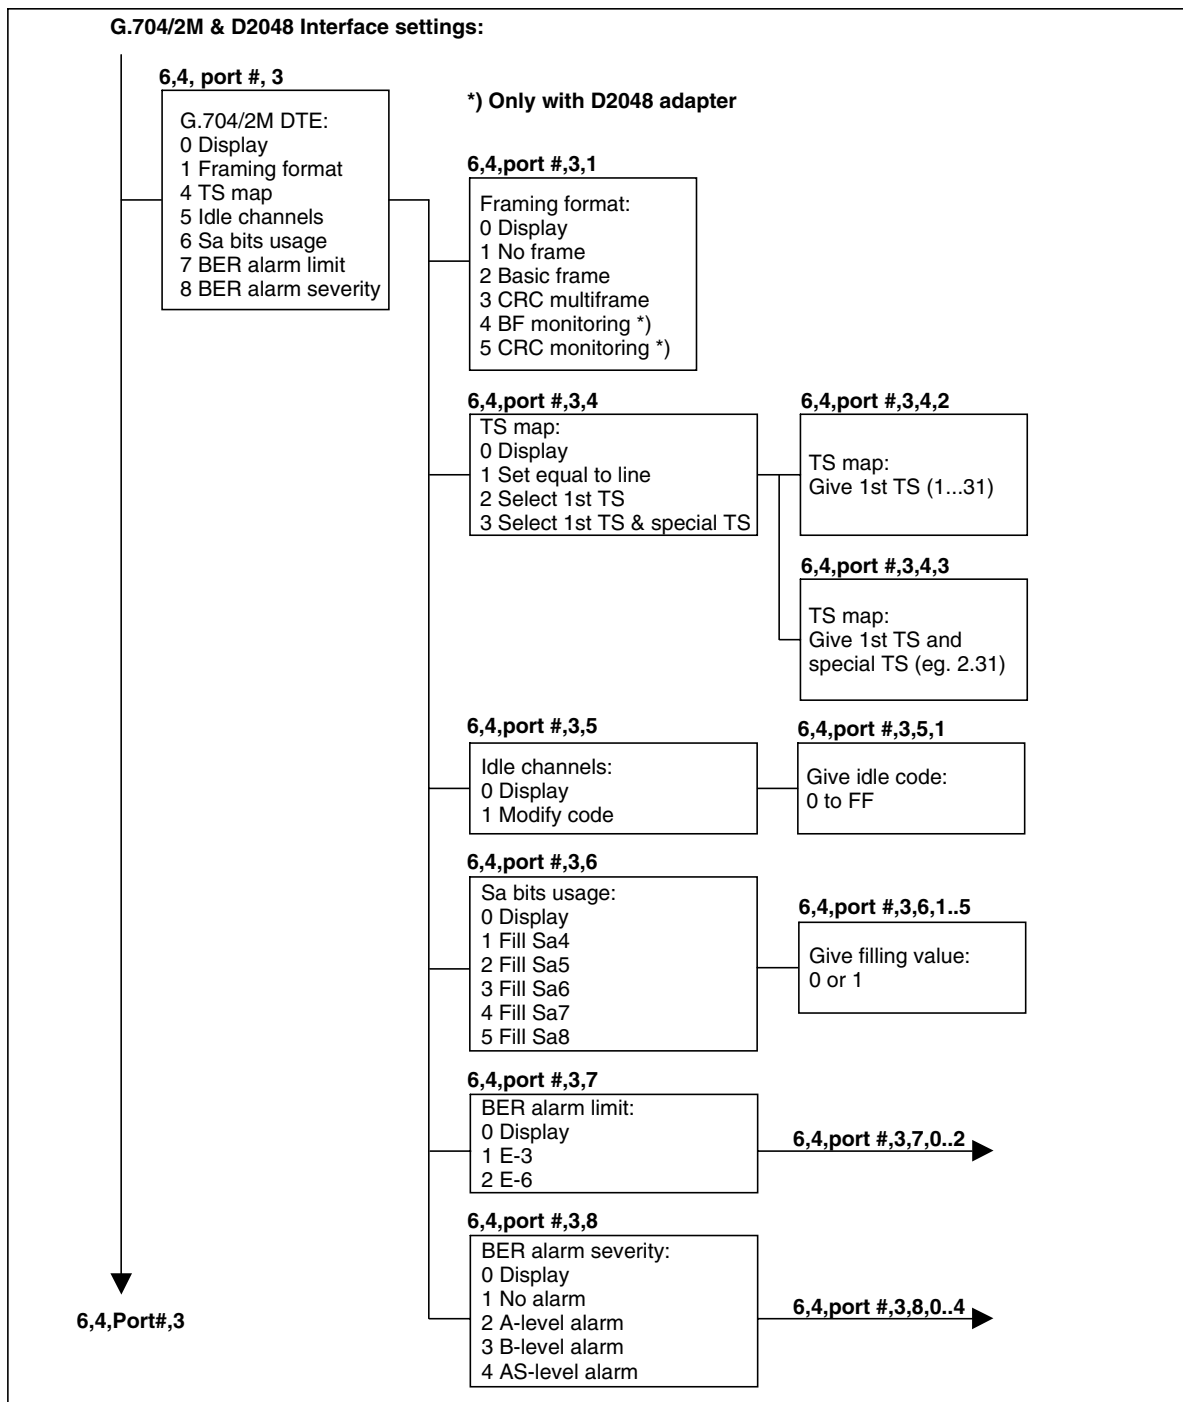 G.704/2M & D2048 Interface settings:
6,4, port #, 3
G.704/2M DTE:
0 Display
1 Framing format
4 TS map
5 Idle channels
6 Sa bits usage
7 BER alarm limit
8 BER alarm severity
*) Only with D2048 adapter
6,4,port #,3,1
Framing format:
0 Display
1 No frame
2 Basic frame
3 CRC multiframe
4 BF monitoring *)
5 CRC monitoring *)
6,4,port #,3,4
TS map:
0 Display
1 Set equal to line
2 Select 1st TS
3 Select 1st TS & special TS
6,4,port #,3,4,2
TS map:
Give 1st TS (1...31)
6,4,port #,3,4,3
TS map:
Give 1st TS and
special TS (eg. 2.31)
6,4,port #,3,5
Idle channels:
0 Display
1 Modify code
6,4,port #,3,5,1
Give idle code:
0 to FF
6,4,port #,3,6
Sa bits usage:
0 Display
1 Fill Sa4
2 Fill Sa5
3 Fill Sa6
4 Fill Sa7
5 Fill Sa8
6,4,port #,3,6,1..5
Give filling value:
0 or 1
6,4,port #,3,7
BER alarm limit:
0 Display
1 E-3
2 E-6
6,4,port #,3,7,0..2
6,4,port #,3,8
BER alarm severity:
0 Display
1 No alarm
2 A-level alarm
3 B-level alarm
4 AS-level alarm
6,4,port #,3,8,0..4
6,4,Port#,3